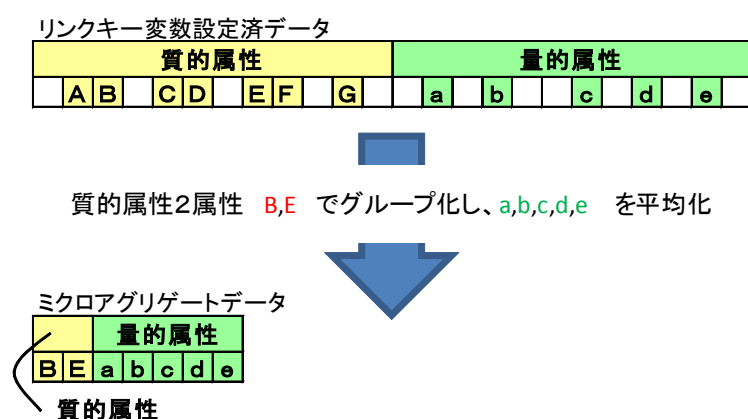 リンクキー変数設定済データ
質的属性 量的属性
A B C D E F G a b c d e
質的属性2属性 B,E でグループ化し、a,b,c,d,e を平均化
ミクロアグリゲートデータ
量的属性
B E a b c d e
質的属性